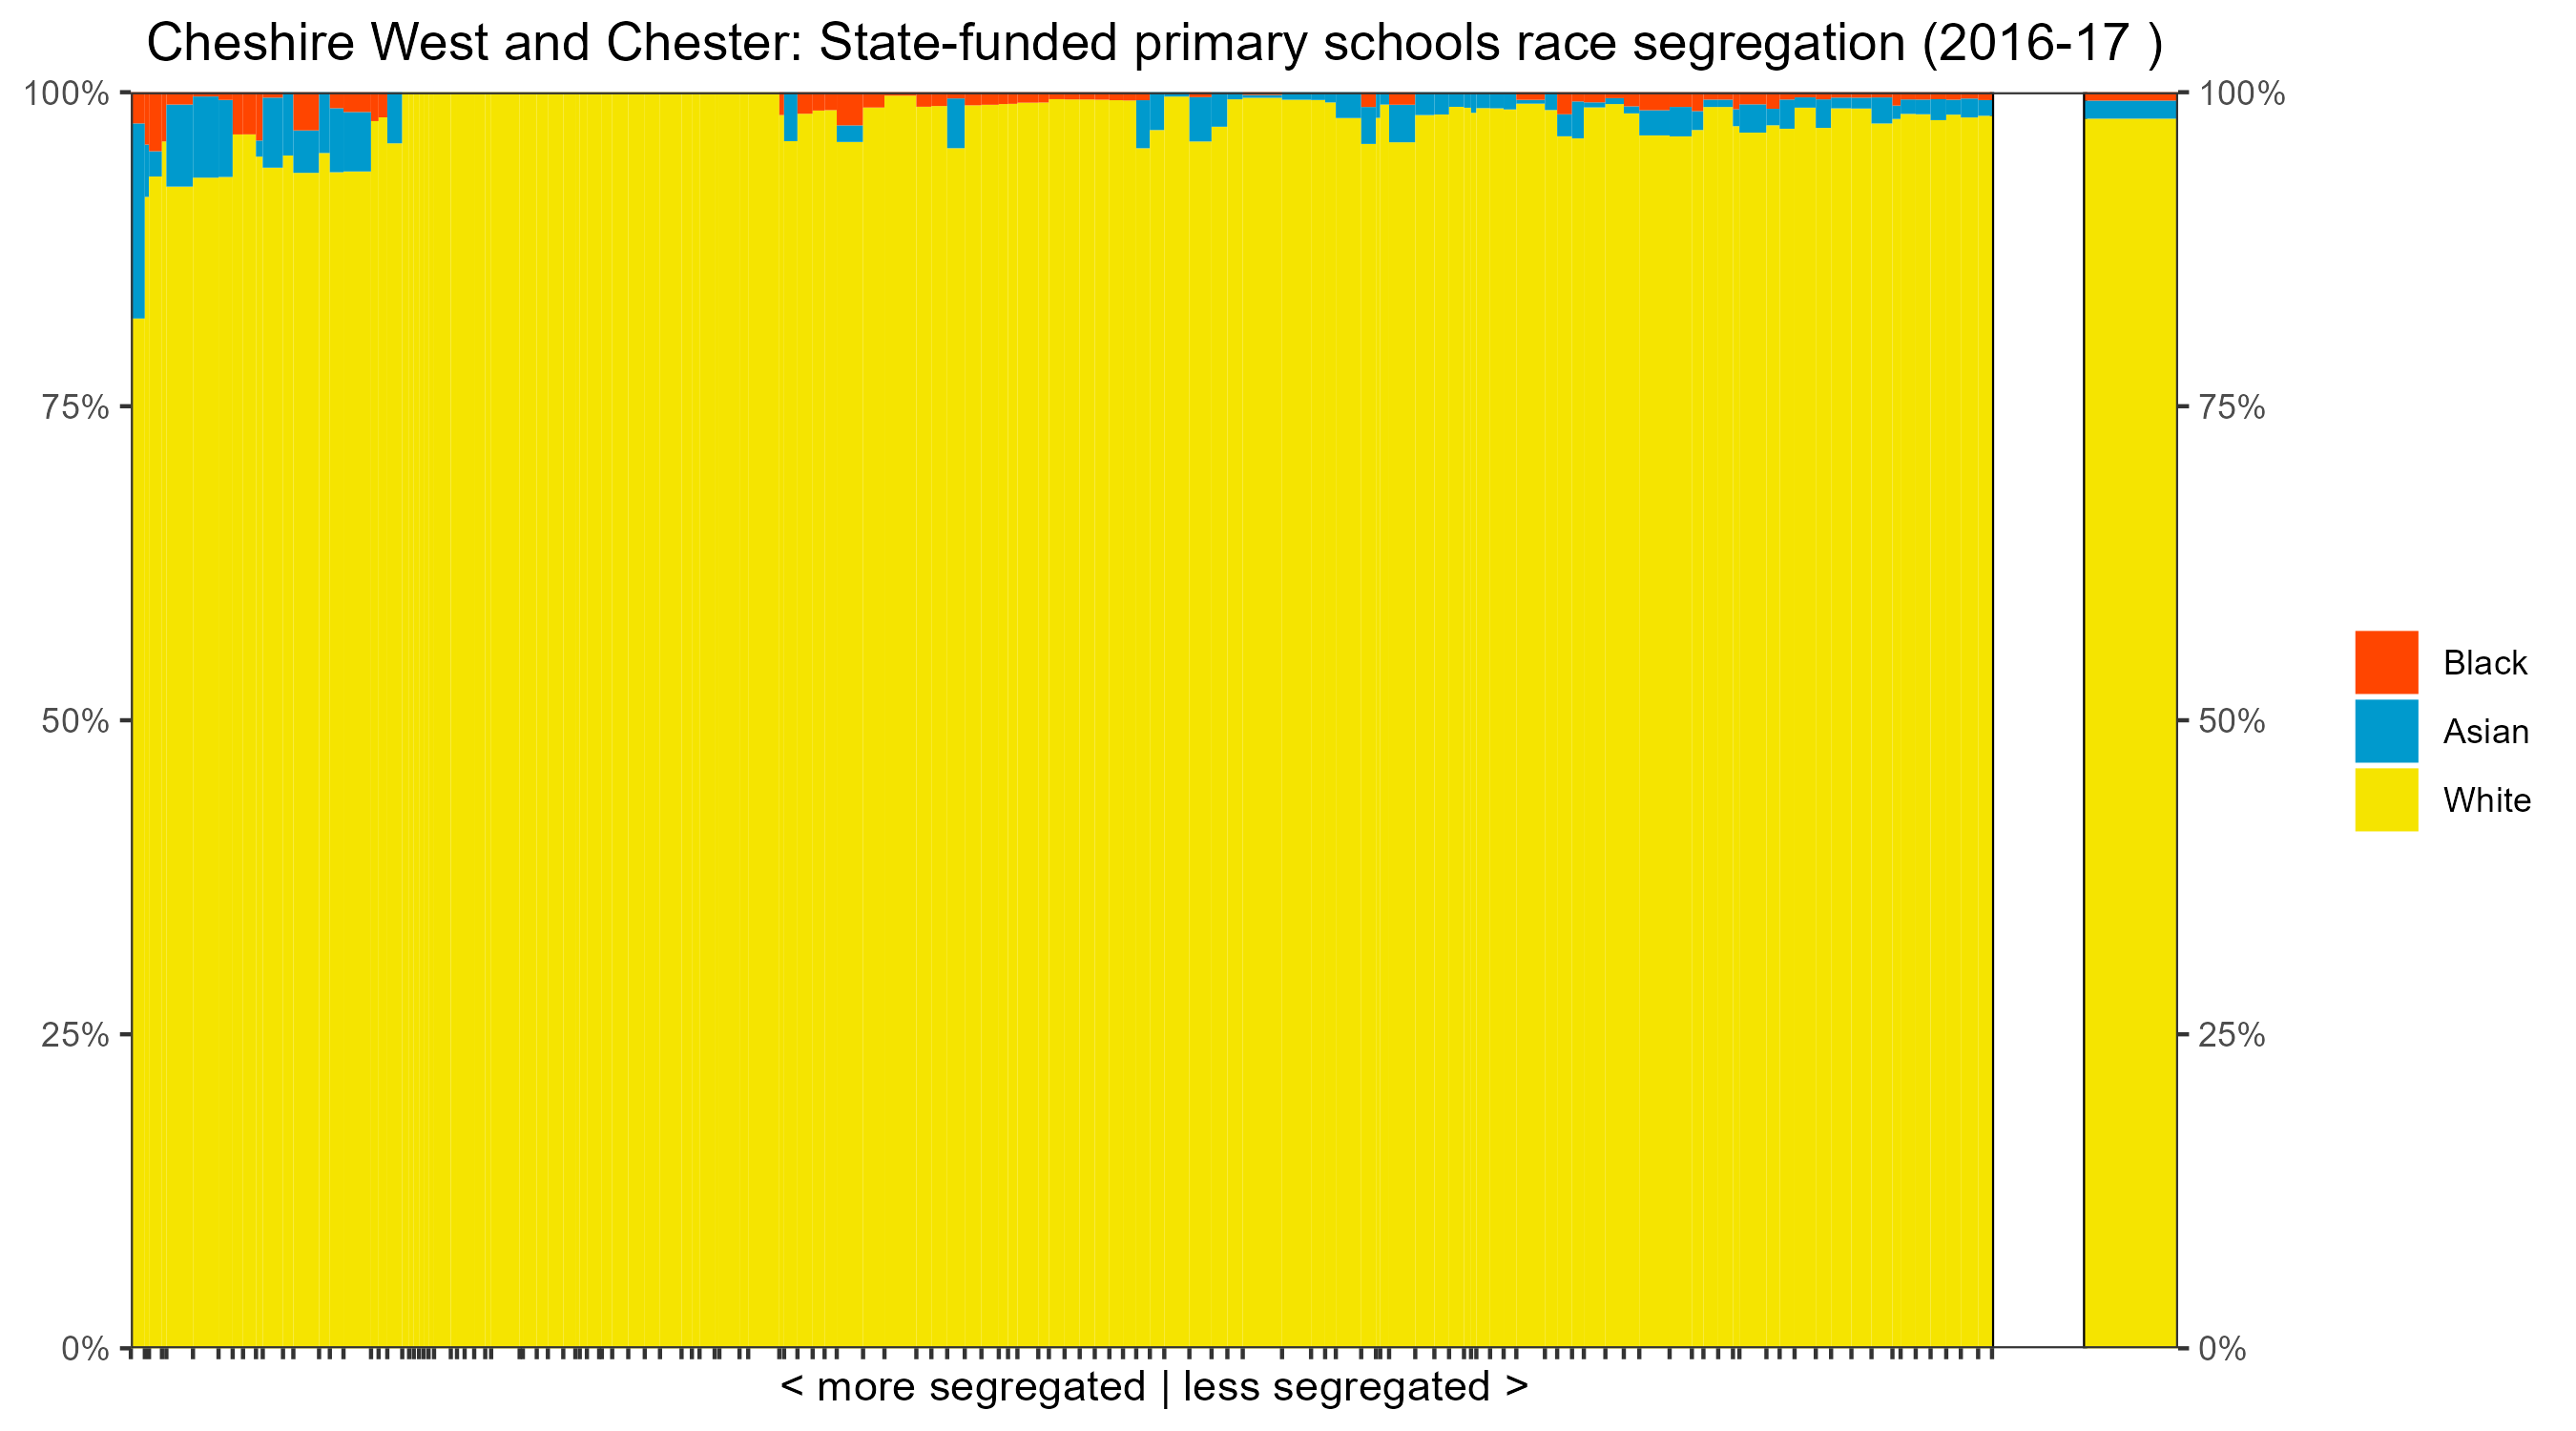 Cheshire West and Chester: State-funded primary schools race segregation (2016-17 )
100%
75%
50%
25%
0%
100%
75%
50%
25%
0%
Black
Asian
White
< more segregated | less segregated >